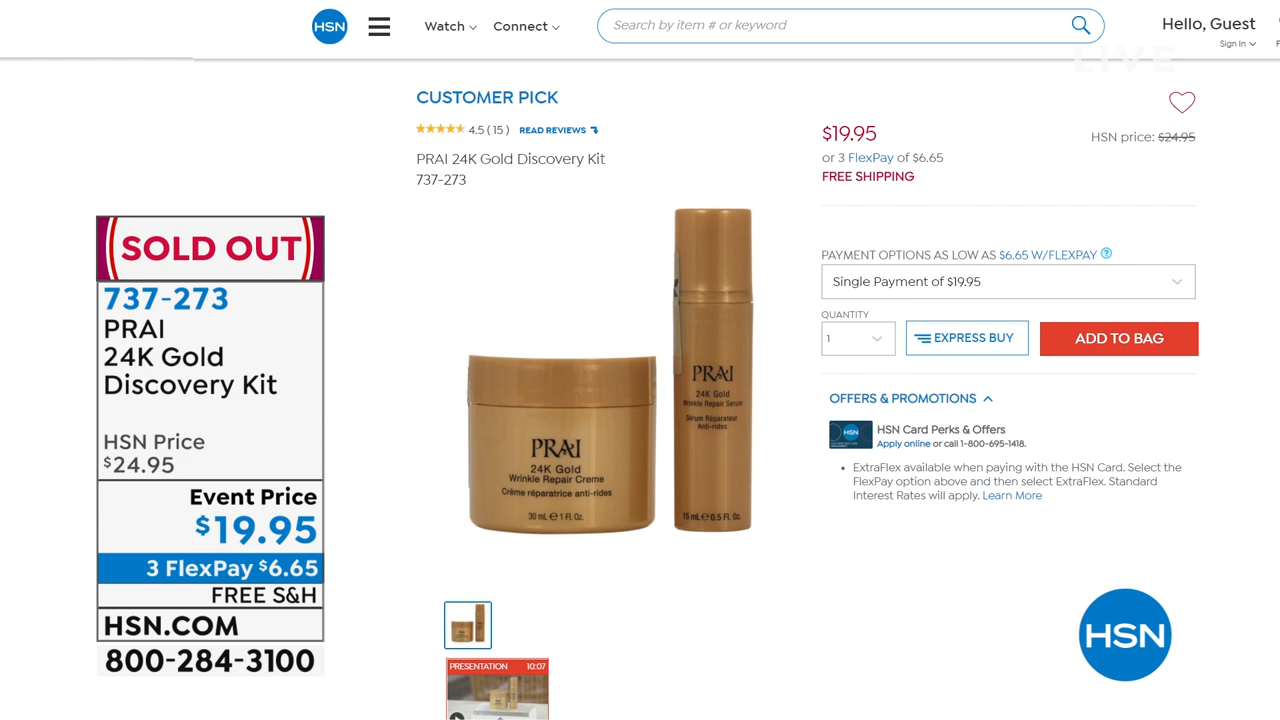 HSN
Watch
Connect
Search by item # or keyword
Hello, Guest
Sign In
LIVE
CUSTOMER PICK
4.5 ( 15 ) READ REVIEWS
PRAI 24K Gold Discovery Kit
737-273
$19.95
HSN price: $24.95
or 3 FlexPay of $6.65
FREE SHIPPING
PAYMENT OPTIONS AS LOW AS $6.65 W/FLEXPAY ?
Single Payment of $19.95
QUANTITY
1
EXPRESS BUY
ADD TO BAG
OFFERS & PROMOTIONS
HSN
HSN Card Perks & Offers
Apply online or call 1-800-695-1418.
• ExtraFlex available when paying with the HSN Card. Select the
FlexPay option above and then select ExtraFlex. Standard
Interest Rates will apply. Learn More
SOLD OUT
737-273
PRAI
24K Gold
Discovery Kit
HSN Price
$24.95
Event Price
$19.95
3 FlexPay $6.65
FREE S&H
HSN.COM
800-284-3100
PRAI
24K Gold
Wrinkle Repair Creme
Crème réparatrice anti-rides
30 mL e 1 Fl. Oz.
PRAI
24K Gold
Wrinkle Repair Serum
Sérum Réparateur
Anti-rides
15 mL e 0.5 Fl. Oz.
PRESENTATION 10:07
HSN